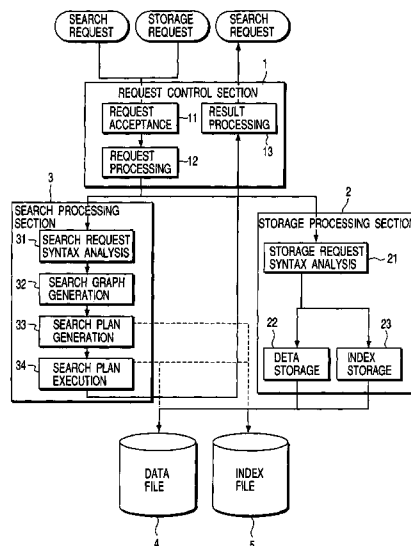 SEARCH
REQUEST
STORAGE
REQUEST
SEARCH
REQUEST
1
REQUEST CONTROL SECTION
REQUEST
ACCEPTANCE
11
RESULT
PROCESSING
13
REQUEST
PROCESSING
12
3
SEARCH PROCESSING
SECTION
31
SEARCH REQUEST
SYNTAX ANALYSIS
32
SEARCH GRAPH
GENERATION
33
SEARCH PLAN
GENERATION
34
SEARCH PLAN
EXECUTION
2
STORAGE PROCESSING SECTION
STORAGE REQUEST
SYNTAX ANALYSIS
21
22
DETA
STORAGE
23
INDEX
STORAGE
DATA
FILE
4
INDEX
FILE
5